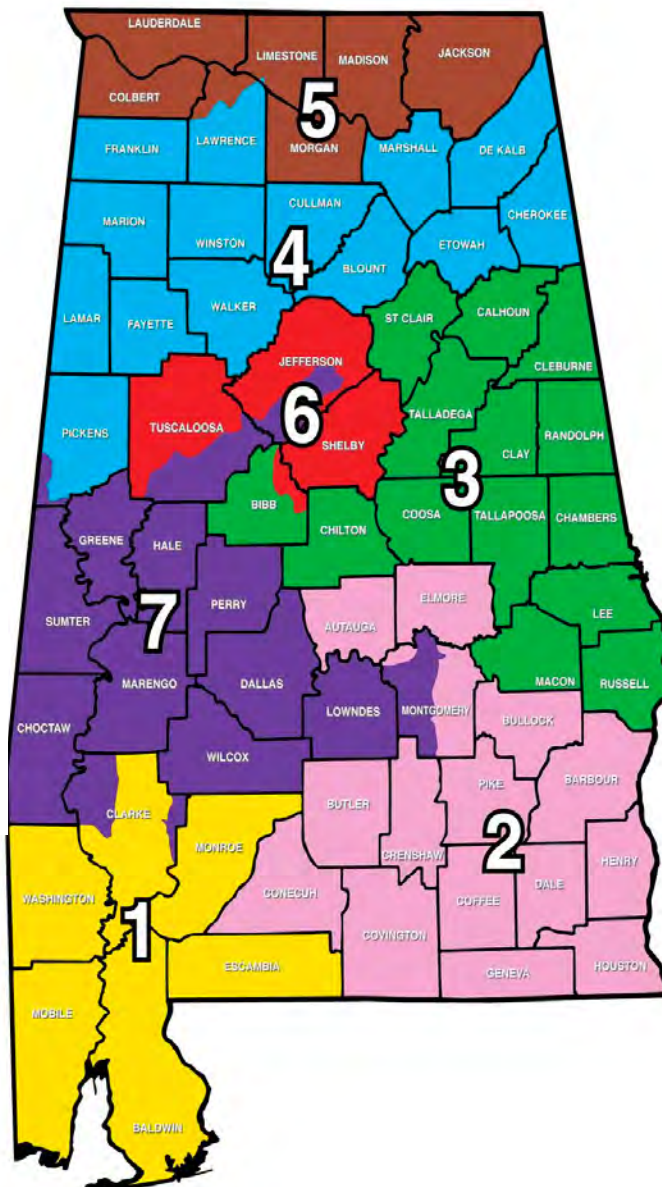 LAUDERDALE
LIMESTONE
MADISON
JACKSON
COLBERT
5
LAWRENCE
FRANKLIN
MORGAN
MARSHALL
DE KALB
CULLMAN
CHEROKEE
MARION
WINSTON
4
ETOWAH
BLOUNT
WALKER
LAMAR
FAYETTE
ST CLAIR
CALHOUN
JEFFERSON
CLEBURNE
6
TALLADEGA
TUSCALOOSA
PICKENS
SHELBY
RANDOLPH
CLAY
3
BIBB
COOSA
TALLAPOOSA
CHAMBERS
CHILTON
GREENE
HALE
PERRY
ELMORE
SUMTER
7
AUTAUGA
LEE
MARENGO
DALLAS
MACON
RUSSELL
LOWNDES
MONTGOMERY
BULLOCK
CHOCTAW
WILCOX
PIKE
BARBOUR
BUTLER
CLARKE
2
MONROE
CRENSHAW
HENRY
WASHINGTON
CONECUH
COFFEE
DALE
1
COVINGTON
ESCAMBIA
GENEVA
HOUSTON
MOBILE
BALDWIN